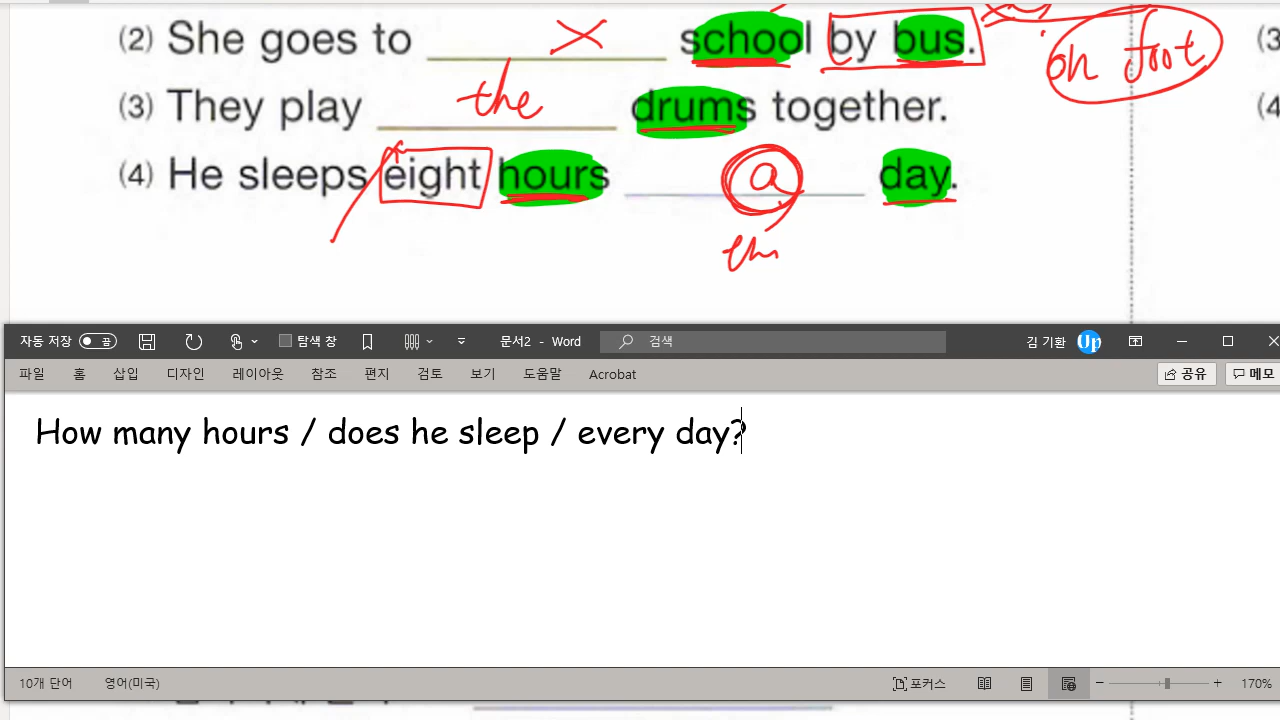 (2) She goes to × school by bus.
on foot
(3
(3) They play the drums together.
(4
(4) He sleeps eight hours a day.
자동 저장 끔 탐색 창 문서2 - Word 검색 김 기환 Up
파일 홈 삽입 디자인 레이아웃 참조 편지 검토 보기 도움말 Acrobat 공유 메모
How many hours / does he sleep / every day?
10개 단어 영어(미국) 포커스 170%